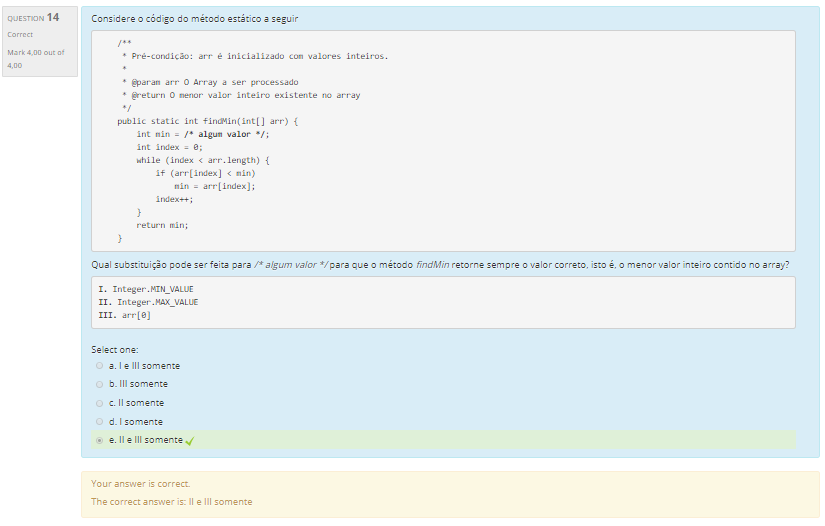 QUESTION 14
Correct
Mark 4,00 out of
4,00
Considere o código do método estático a seguir
/**
* Pré-condição: arr é inicializado com valores inteiros.
*
* @param arr O Array a ser processado
* @return O menor valor inteiro existente no array
*/
public static int findMin(int[] arr) {
int min = /* algum valor */;
int index = 0;
while (index < arr.length) {
if (arr[index] < min)
min = arr[index];
index++;
}
return min;
}
Qual substituição pode ser feita para /* algum valor */ para que o método findMin retorne sempre o valor correto, isto é, o menor valor inteiro contido no array?
I. Integer.MIN_VALUE
II. Integer.MAX_VALUE
III. arr[0]
Select one:
a. I e III somente
b. III somente
c. II somente
d. I somente
e. II e III somente
Your answer is correct.
The correct answer is: II e III somente